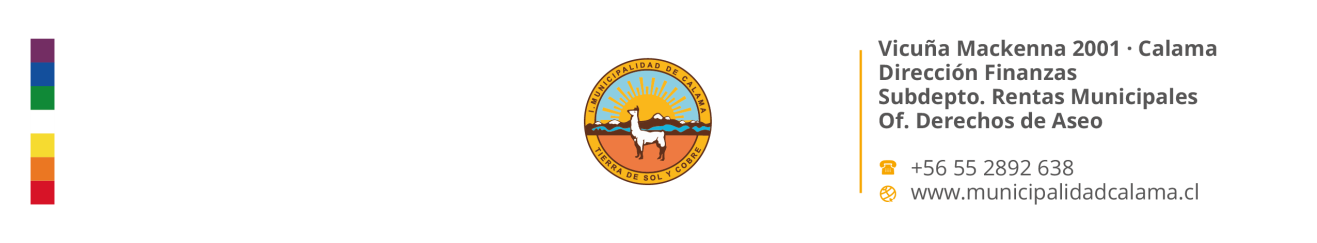 I. MUNICIPALIDAD DE CALAMA
TIERRA DE SOL Y COBRE
Vicuña Mackenna 2001 · Calama
Dirección Finanzas
Subdepto. Rentas Municipales
Of. Derechos de Aseo
+56 55 2892 638
www.municipalidadcalama.cl